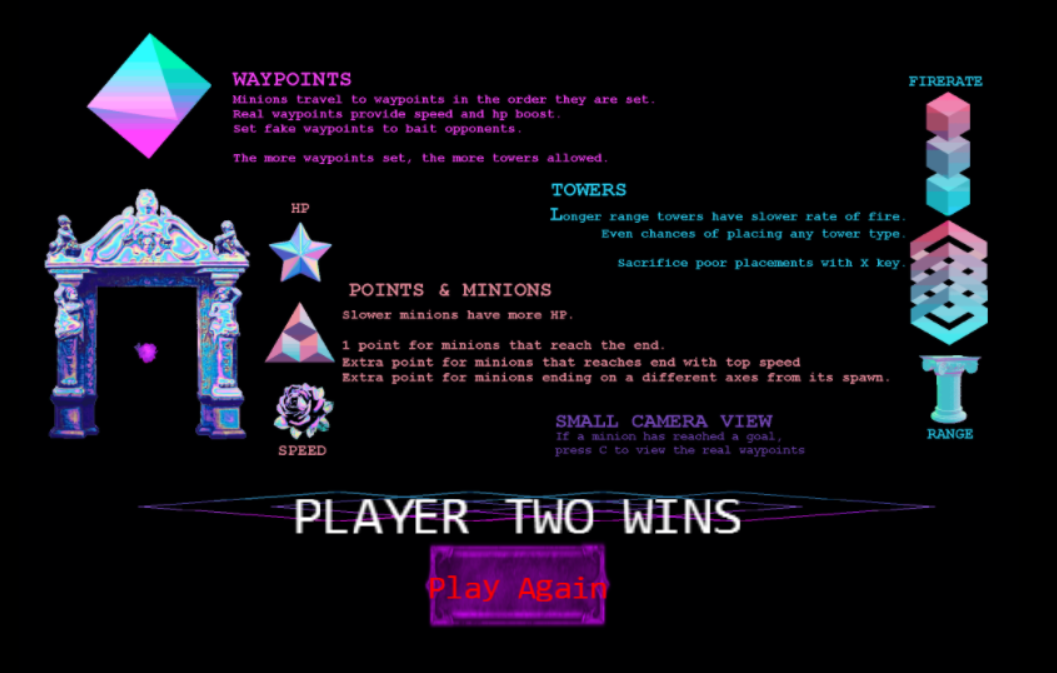 WAYPOINTS
Minions travel to waypoints in the order they are set.
Real waypoints provide speed and hp boost.
Set fake waypoints to bait opponents.
The more waypoints set, the more towers allowed.
FIRERATE
TOWERS
Longer range towers have slower rate of fire.
Even chances of placing any tower type.
Sacrifice poor placements with X key.
HP
POINTS & MINIONS
Slower minions have more HP.
1 point for minions that reach the end.
Extra point for minions that reaches end with top speed
Extra point for minions ending on a different axes from its spawn.
SPEED
RANGE
SMALL CAMERA VIEW
If a minion has reached a goal,
press C to view the real waypoints
PLAYER TWO WINS
Play Again